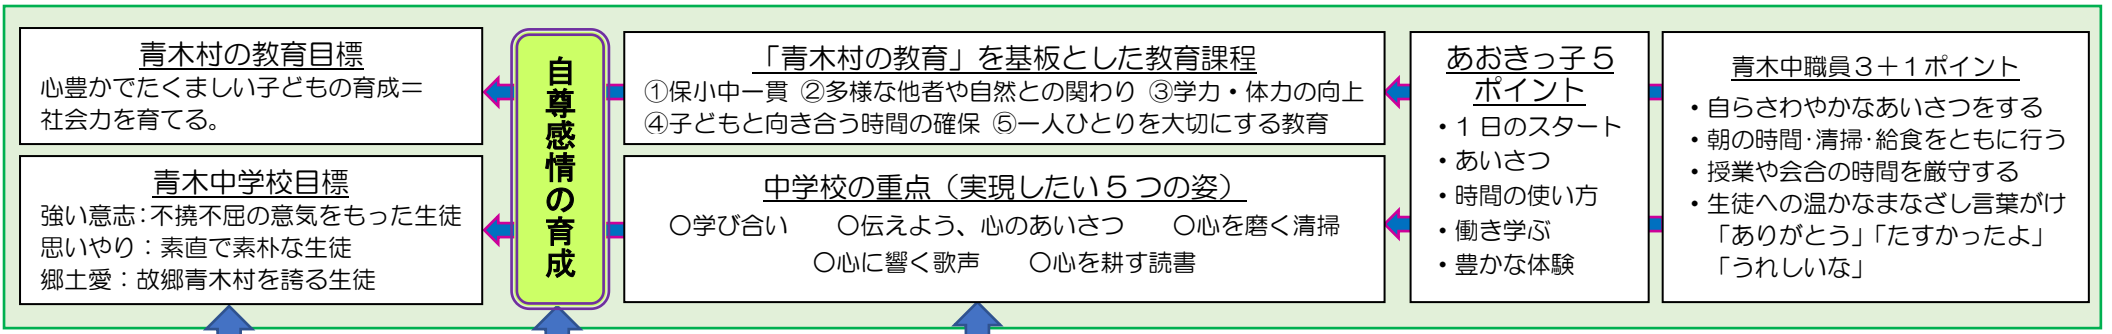 青木村の教育目標
心豊かでたくましい子どもの育成＝
社会力を育てる。
青木中学校目標
強い意志：不撓不屈の意気をもった生徒
思いやり：素直で素朴な生徒
郷土愛：故郷青木村を誇る生徒
自尊感情の育成
「青木村の教育」を基板とした教育課程
①保小中一貫 ②多様な他者や自然との関わり ③学力・体力の向上
④子どもと向き合う時間の確保 ⑤一人ひとりを大切にする教育
中学校の重点（実現したい５つの姿）
〇学び合い　〇伝えよう、心のあいさつ　〇心を磨く清掃
〇心に響く歌声　〇心を耕す読書
あおきっ子５
ポイント
・1日のスタート
・あいさつ
・時間の使い方
・働き学ぶ
・豊かな体験
青木中職員３＋１ポイント
・自らさわやかなあいさつをする
・朝の時間・清掃・給食をともに行う
・授業や会合の時間を厳守する
・生徒への温かなまなざし言葉がけ
「ありがとう」「たすかったよ」
「うれしいな」